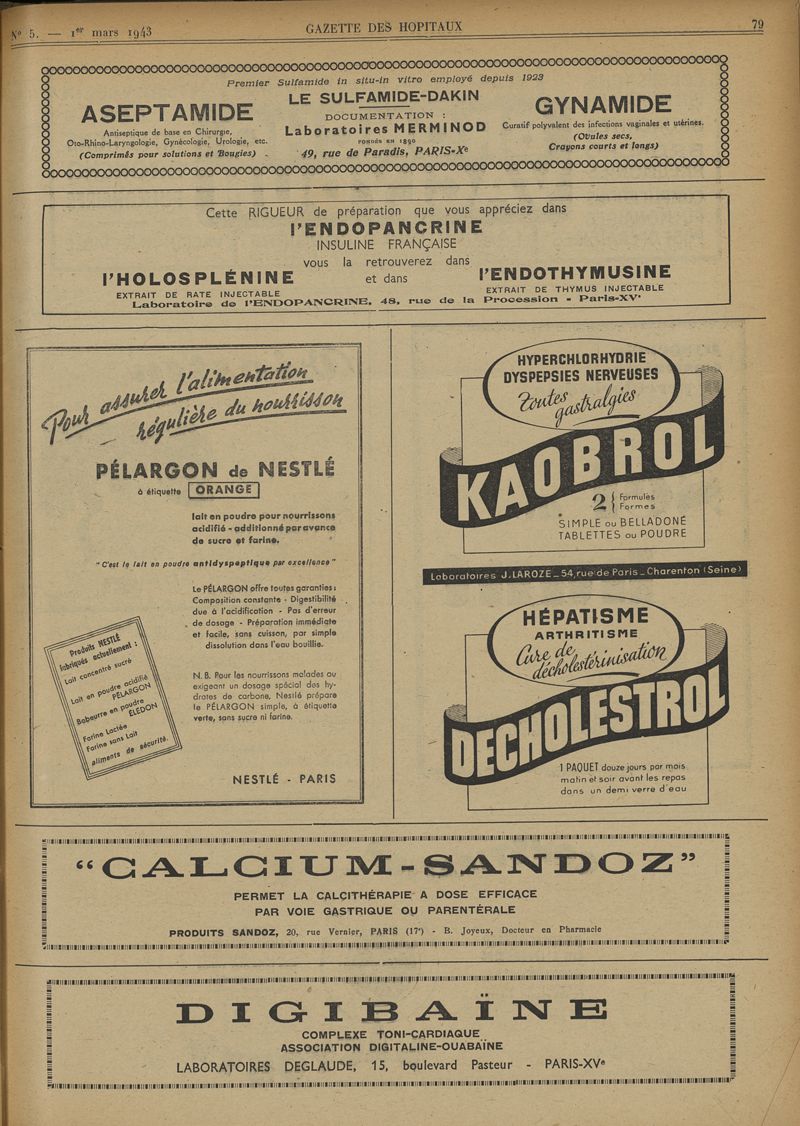 Nº 5. — 1er mars 1943
GAZETTE DES HOPITAUX
79
Premier Sulfamide in situ-in vitro employé depuis 1923
ASEPTAMIDE
Antiseptique de base en Chirurgie,
Oto-Rhino-Laryngologie, Gynécologie, Urologie, etc.
(Comprimés pour solutions et Bougies)
LE SULFAMIDE-DAKIN
DOCUMENTATION :
Laboratoires MERMINOD
FONDÉS EN 1890
49, rue de Paradis, PARIS-Xe
GYNAMIDE
Curatif polyvalent des infections vaginales et utérines.
(Ovules secs,
Crayons courts et longs)
Cette RIGUEUR de préparation que vous appréciez dans
l'ENDOPANCRINE
INSULINE FRANÇAISE
vous la retrouverez dans
l'HOLOSPLÉNINE
et dans
l'ENDOTHYMUSINE
EXTRAIT DE RATE INJECTABLE
EXTRAIT DE THYMUS INJECTABLE
Laboratoire de l'ENDOPANCRINE. 48, rue de la Procession - Paris-XVe
Pour assurer l'alimentation
régulière du nourrisson
PÉLARGON de NESTLÉ
à étiquette ORANGE
lait en poudre pour nourrissons
acidifié - additionné par avance
de sucre et farine.
"C'est le lait en poudre antidyspeptique par excellence"
Le PÉLARGON offre toutes garanties :
Composition constante - Digestibilité
due à l'acidification - Pas d'erreur
de dosage - Préparation immédiate
et facile, sans cuisson, par simple
dissolution dans l'eau bouillie.
N. B. Pour les nourrissons malades ou
exigeant un dosage spécial des hy-
drates de carbone, Nestlé prépare
le PÉLARGON simple, à étiquette
verte, sans sucre ni farine.
Produits NESTLÉ
fabriqués actuellement :
Lait concentré sucré
Lait en poudre acidifié
PÉLARGON
Babeurre en poudre
ÉLÉDON
Farine Lactée
Farine sans Lait
aliments de sécurité.
NESTLÉ - PARIS
HYPERCHLORHYDRIE
DYSPEPSIES NERVEUSES
Toutes
gastralgies
KAOBROL
2 { Formules
Formes
SIMPLE ou BELLADONÉ
TABLETTES ou POUDRE
Laboratoires J. LAROZE _ 54, rue de Paris _ Charenton (Seine)
HÉPATISME
ARTHRITISME
Cure de
décholestérinisation
DECHOLESTROL
1 PAQUET douze jours par mois
matin et soir avant les repas
dans un demi verre d'eau
"CALCIUM-SANDOZ"
PERMET LA CALCITHÉRAPIE A DOSE EFFICACE
PAR VOIE GASTRIQUE OU PARENTÉRALE
PRODUITS SANDOZ, 20, rue Vernier, PARIS (17e) - B. Joyeux, Docteur en Pharmacie
DIGIBAÏNE
COMPLEXE TONI-CARDIAQUE
ASSOCIATION DIGITALINE-OUABAÏNE
LABORATOIRES DEGLAUDE, 15, boulevard Pasteur - PARIS-XVe